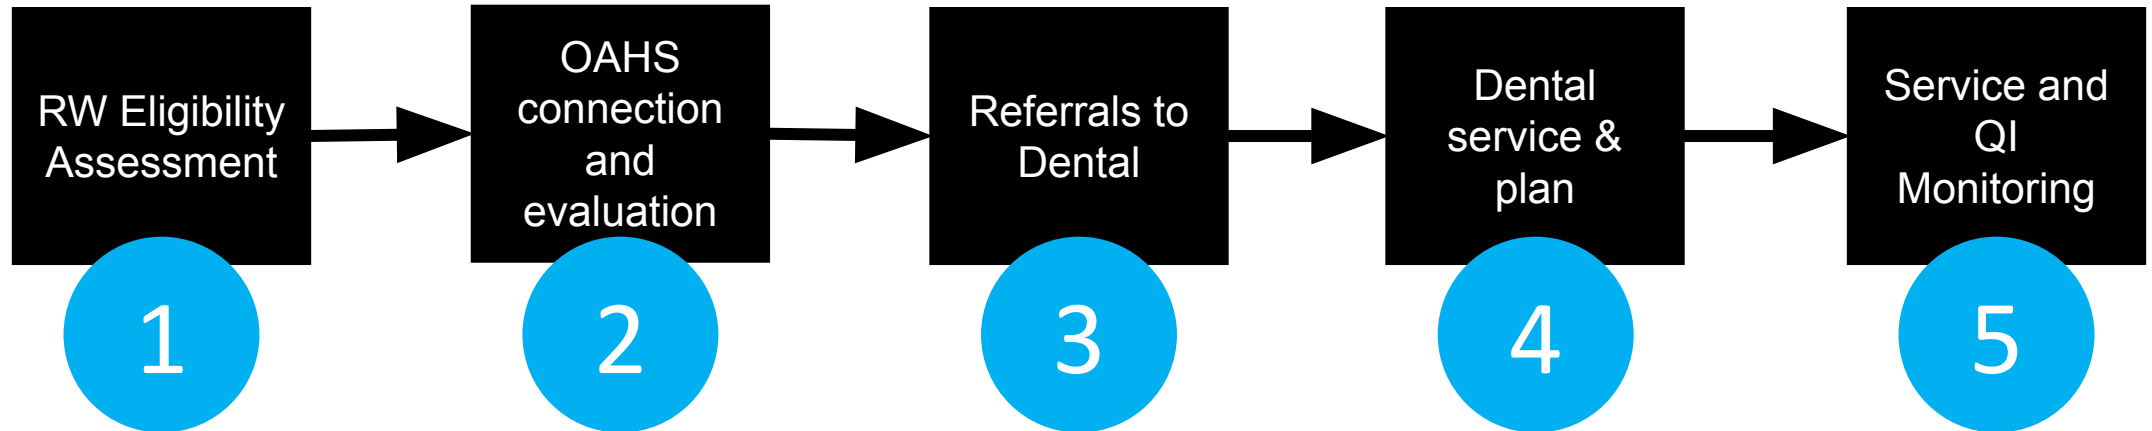 RW Eligibility
Assessment
OAHS
connection
and
evaluation
Referrals to
Dental
Dental
service &
plan
Service and
QI
Monitoring
1
2
3
4
5